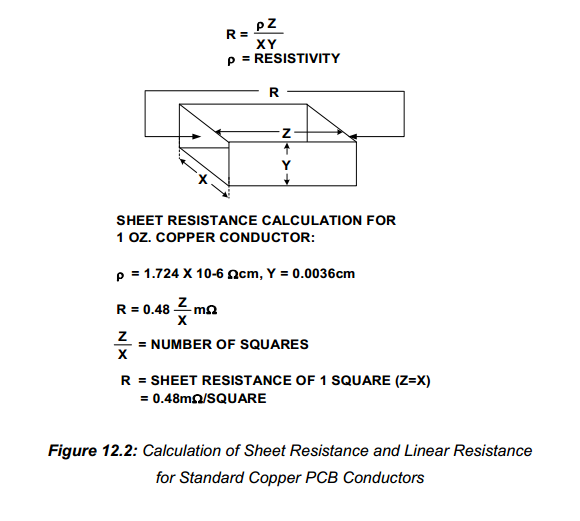 R = ρ Z
XY
ρ = RESISTIVITY
R
Z
Y
X
SHEET RESISTANCE CALCULATION FOR
1 OZ. COPPER CONDUCTOR:
ρ = 1.724 X 10-6 Ωcm, Y = 0.0036cm
R = 0.48 Z mΩ
X
Z = NUMBER OF SQUARES
X
R = SHEET RESISTANCE OF 1 SQUARE (Z=X)
= 0.48mΩ/SQUARE
Figure 12.2: Calculation of Sheet Resistance and Linear Resistance
for Standard Copper PCB Conductors